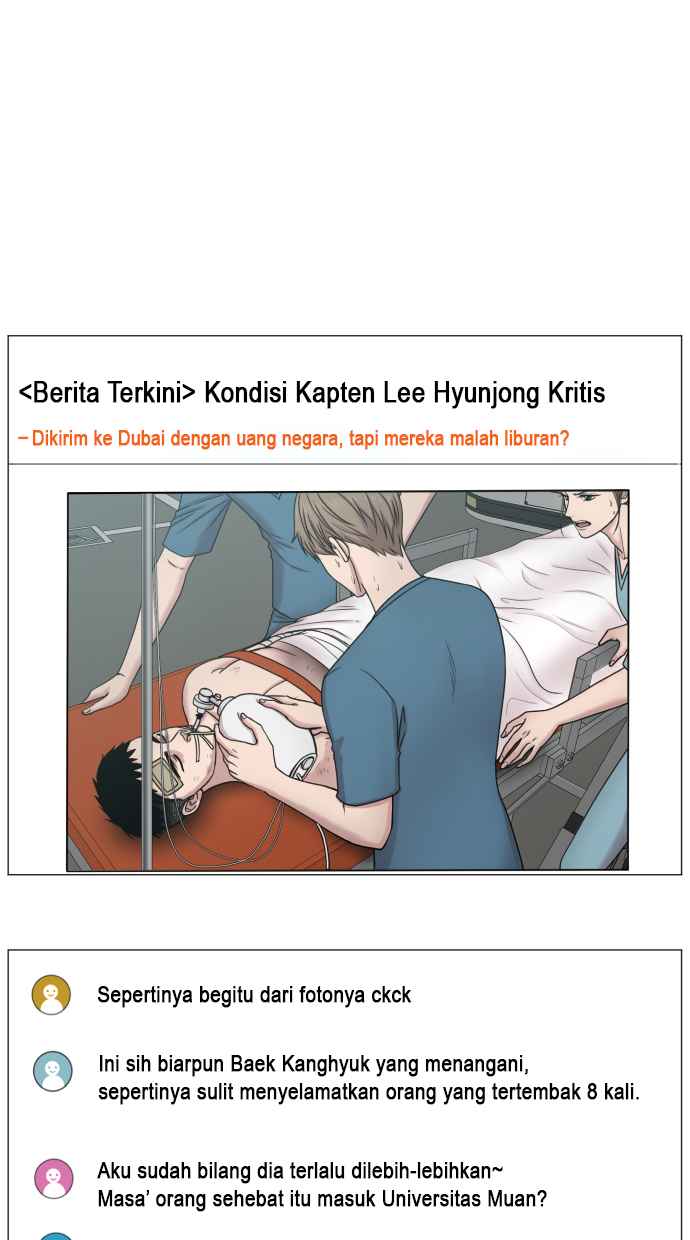 <Berita Terkini> Kondisi Kapten Lee Hyunjong Kritis
– Dikirim ke Dubai dengan uang negara, tapi mereka malah liburan?
Sepertinya begitu dari fotonya ckck
Ini sih biarpun Baek Kanghyuk yang menangani,
sepertinya sulit menyelamatkan orang yang tertembak 8 kali.
Aku sudah bilang dia terlalu dilebih-lebihkan~
Masa' orang sehebat itu masuk Universitas Muan?